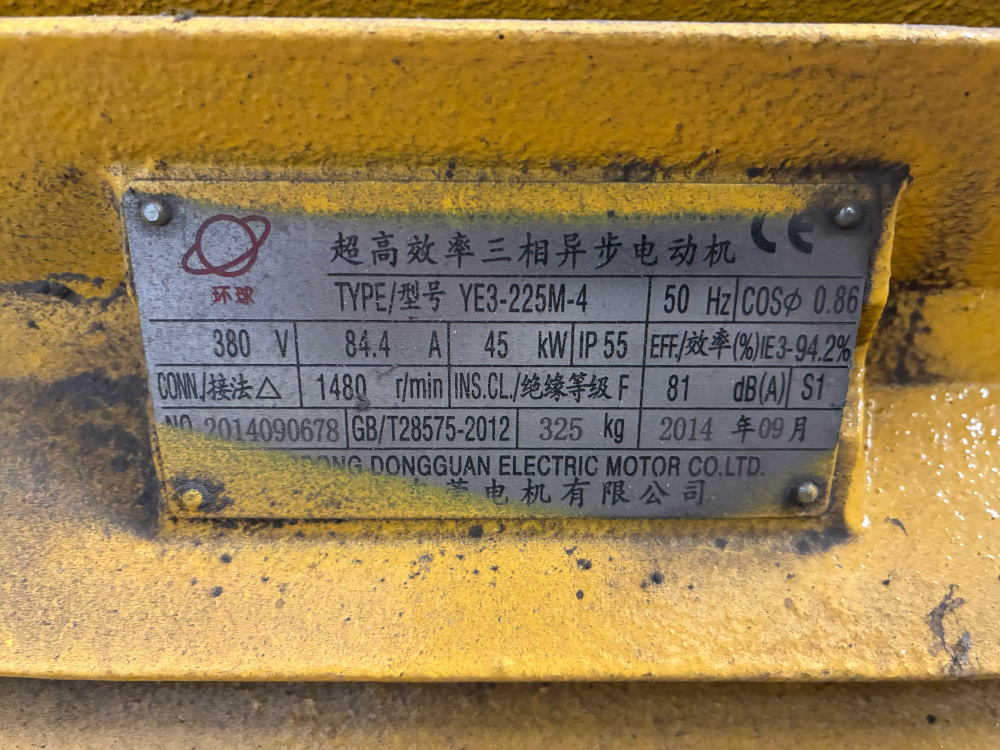 环球
超高效率三相异步电动机 CE
TYPE/型号 YE3-225M-4 50 Hz COSφ 0.86
380 V 84.4 A 45 kW IP 55 EFF./效率(%)IE3-94.2%
CONN./接法△ 1480 r/min INS.CL./绝缘等级 F 81 dB(A) S1
NO. 2014090678 GB/T28575-2012 325 kg 2014 年09月
DONGGUAN ELECTRIC MOTOR CO.LTD.
电机有限公司